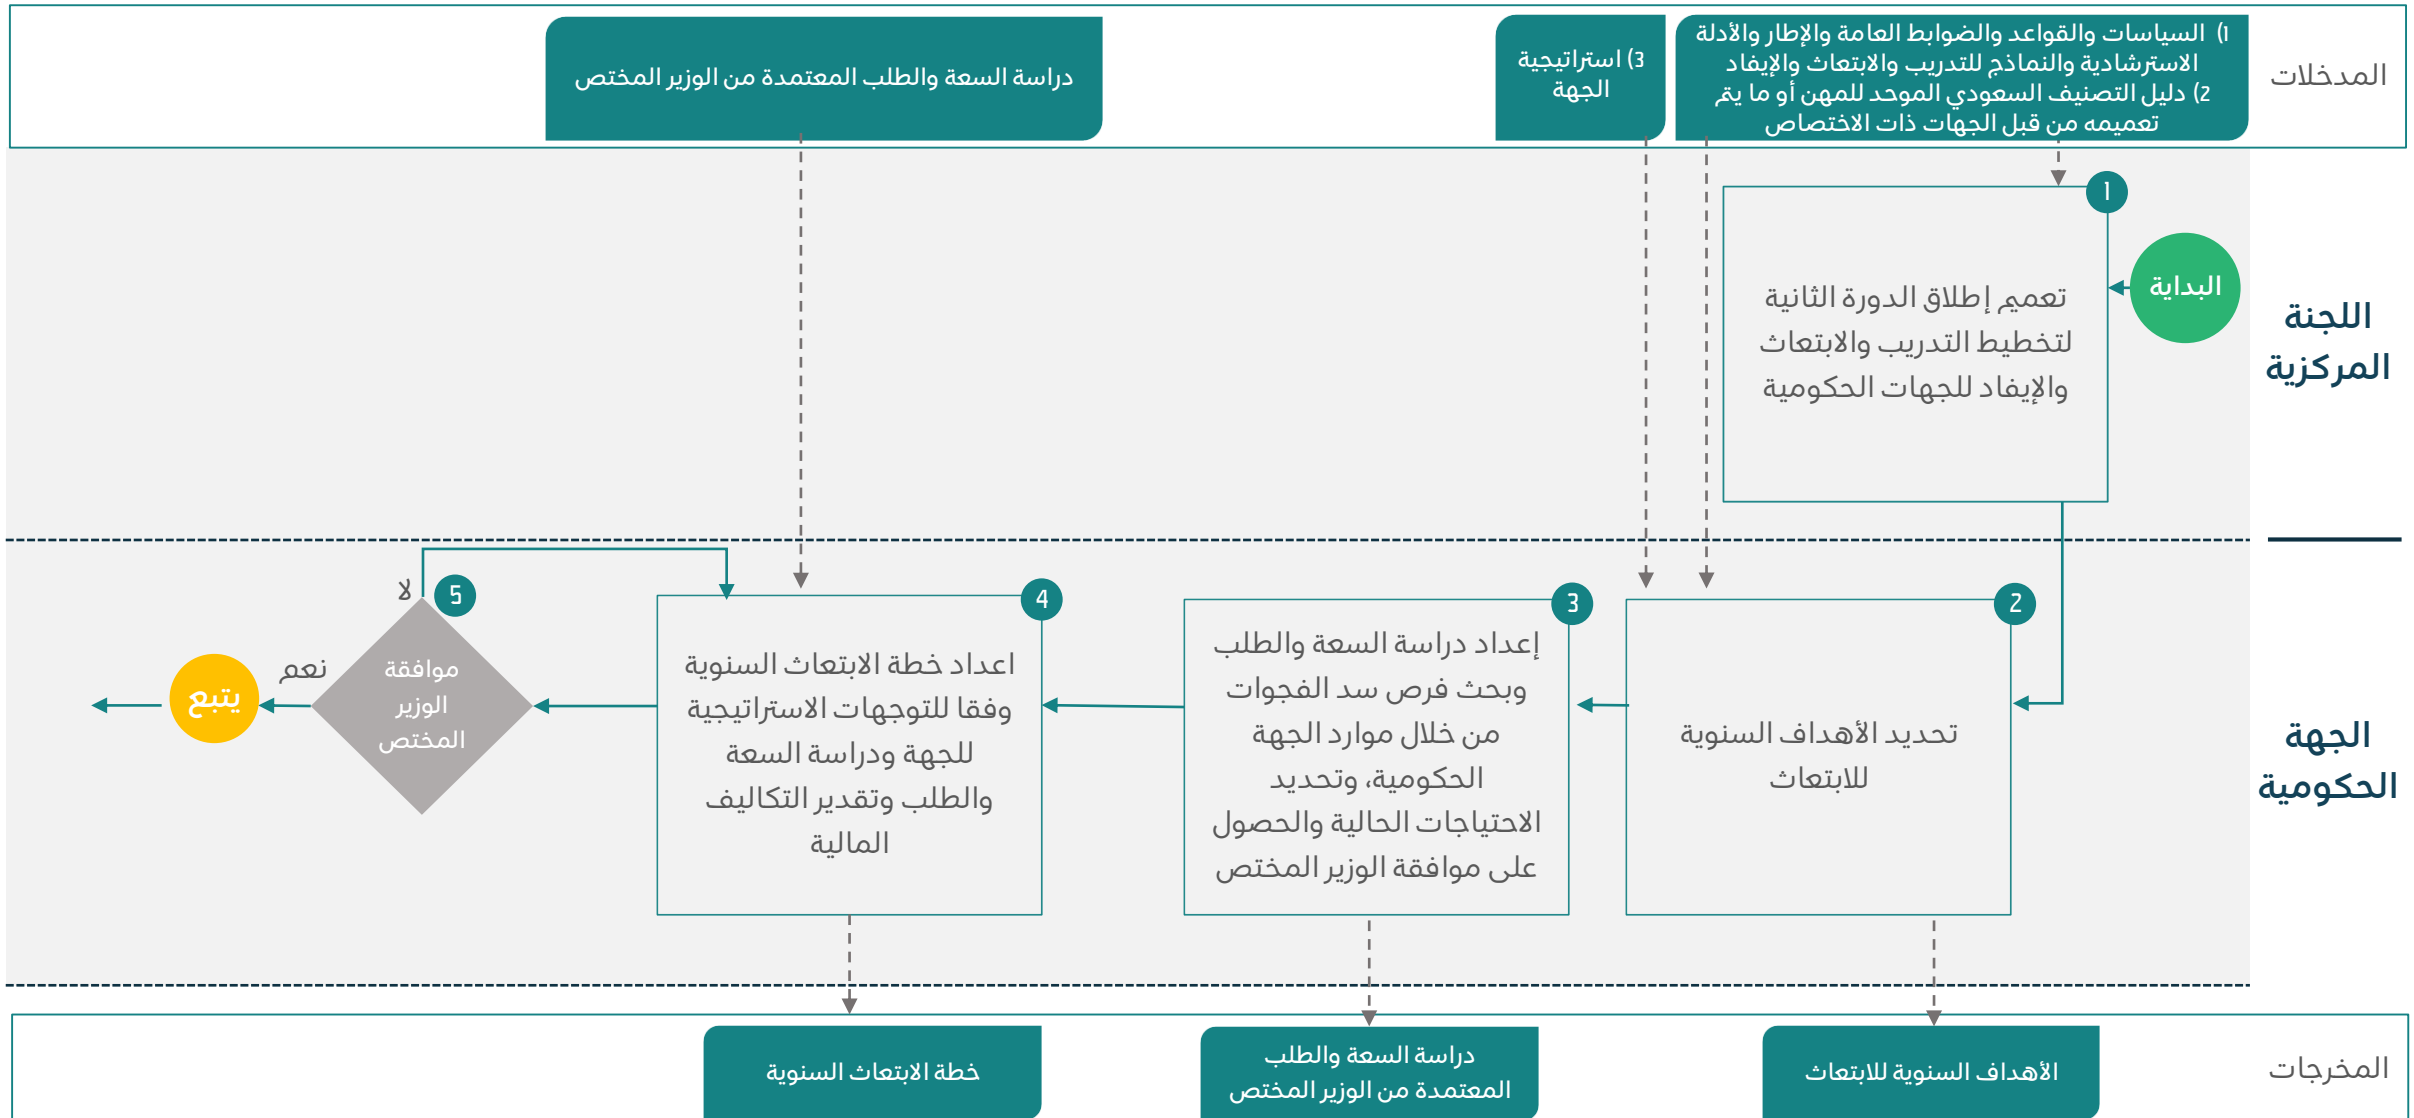 المدخلات
1) السياسات والقواعد والضوابط العامة والإطار والأدلة
الاسترشادية والنماذج للتدريب والابتعاث والإيفاد
2) دليل التصنيف السعودي الموحد للمهن أو ما يتم
تعميمه من قبل الجهات ذات الاختصاص
3) استراتيجية
الجهة
دراسة السعة والطلب المعتمدة من الوزير المختص
اللجنة
المركزية
البداية
1
تعميم إطلاق الدورة الثانية
لتخطيط التدريب والابتعاث
والإيفاد للجهات الحكومية
الجهة
الحكومية
2
تحديد الأهداف السنوية
للابتعاث
3
إعداد دراسة السعة والطلب
وبحث فرص سد الفجوات
من خلال موارد الجهة
الحكومية، وتحديد
الاحتياجات الحالية والحصول
على موافقة الوزير المختص
4
اعداد خطة الابتعاث السنوية
وفقا للتوجهات الاستراتيجية
للجهة ودراسة السعة
والطلب وتقدير التكاليف
المالية
5
لا
موافقة
الوزير
المختص
نعم
يتبع
المخرجات
الأهداف السنوية للابتعاث
دراسة السعة والطلب
المعتمدة من الوزير المختص
خطة الابتعاث السنوية